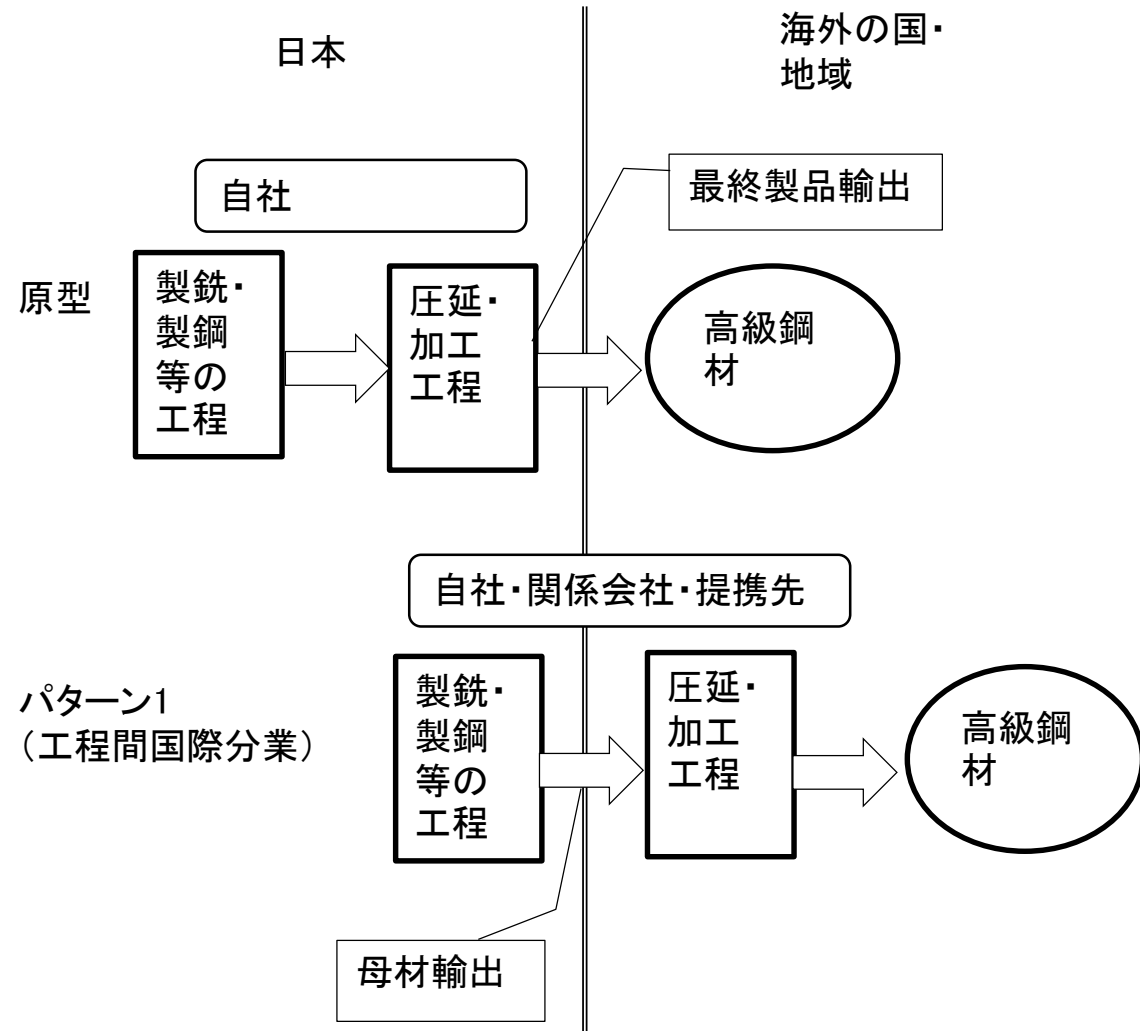 日本
海外の国・
地域
自社
最終製品輸出
原型
製銑・
製鋼
等の
工程
圧延・
加工
工程
高級鋼
材
自社・関係会社・提携先
パターン1
（工程間国際分業）
製銑・
製鋼
等の
工程
圧延・
加工
工程
高級鋼
材
母材輸出